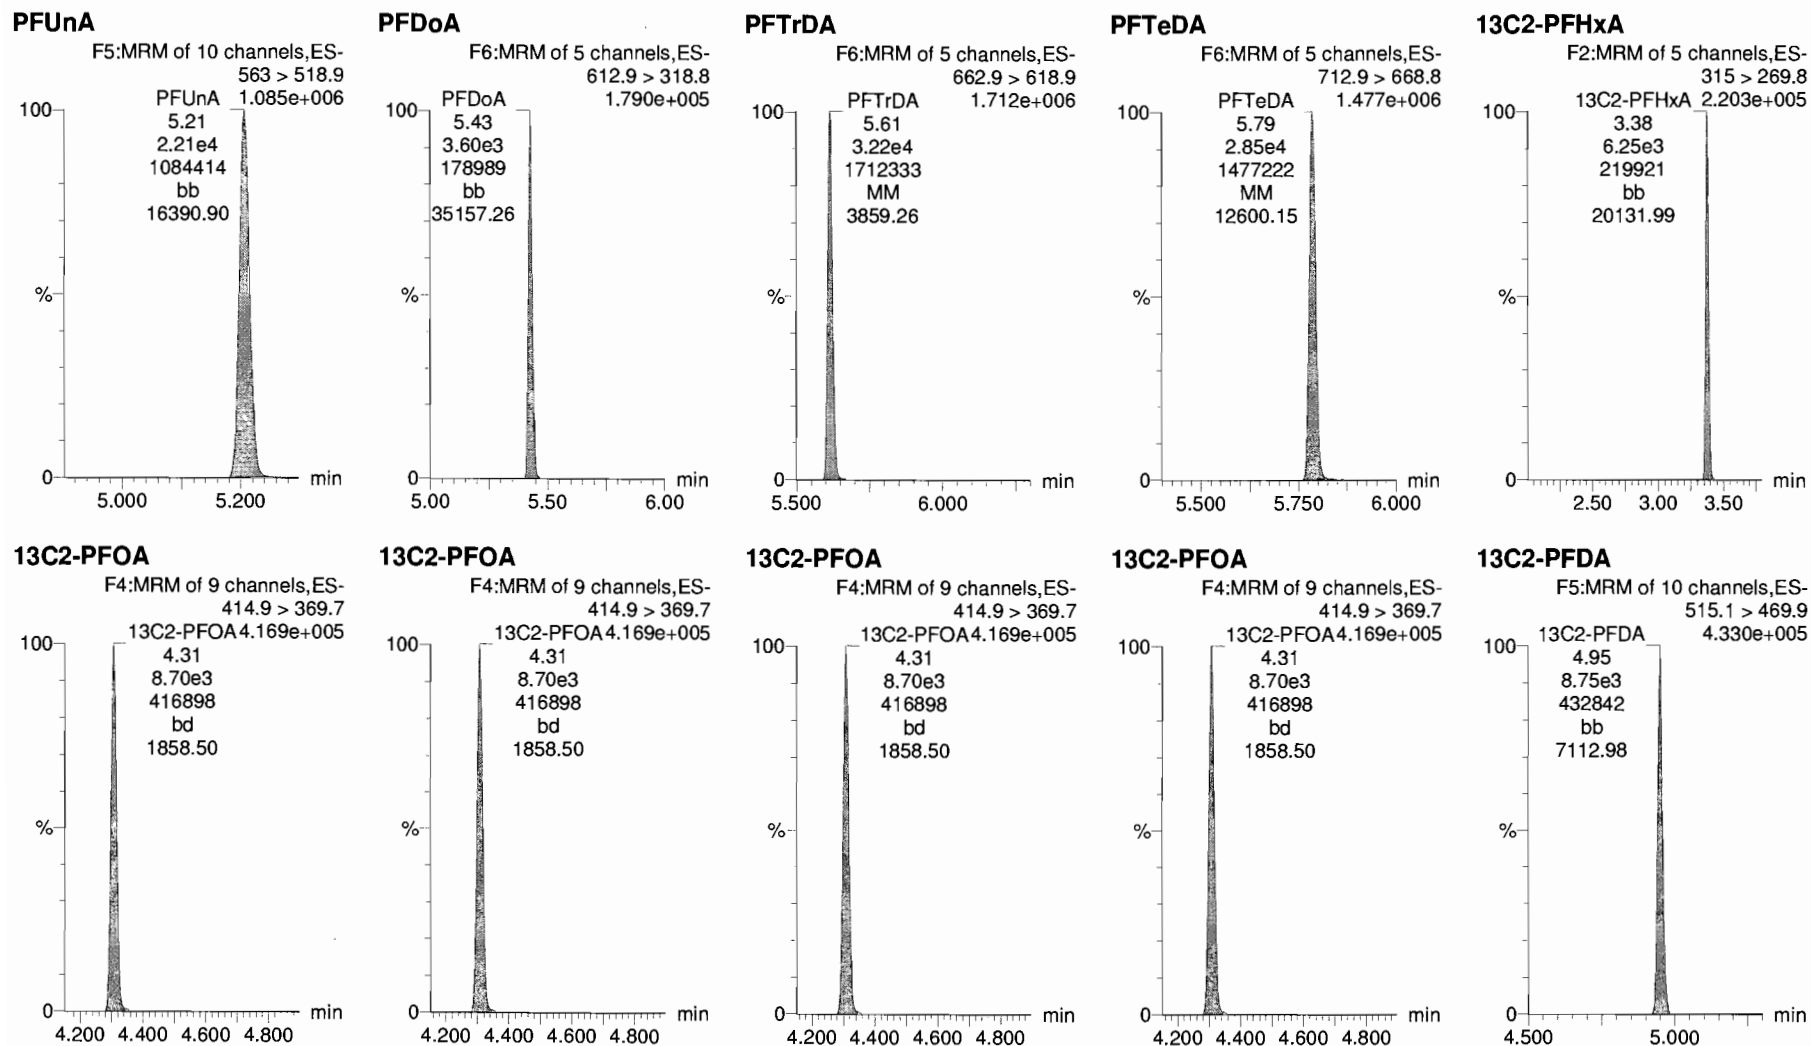 PFUnA
F5:MRM of 10 channels,ES-
563 > 518.9
1.085e+006
PFUnA
5.21
2.21e4
1084414
bb
16390.90
100
%
0
5.000
5.200
min
PFDoA
F6:MRM of 5 channels,ES-
612.9 > 318.8
1.790e+005
PFDoA
5.43
3.60e3
178989
bb
35157.26
100
%
0
5.00
5.50
6.00
min
PFTrDA
F6:MRM of 5 channels,ES-
662.9 > 618.9
1.712e+006
PFTrDA
5.61
3.22e4
1712333
MM
3859.26
100
%
0
5.500
6.000
min
PFTeDA
F6:MRM of 5 channels,ES-
712.9 > 668.8
1.477e+006
PFTeDA
5.79
2.85e4
1477222
MM
12600.15
100
%
0
5.500
5.750
6.000
min
13C2-PFHxA
F2:MRM of 5 channels,ES-
315 > 269.8
13C2-PFHxA 2.203e+005
3.38
6.25e3
219921
bb
20131.99
100
%
0
2.50
3.00
3.50
min
13C2-PFOA
F4:MRM of 9 channels,ES-
414.9 > 369.7
13C2-PFOA 4.169e+005
4.31
8.70e3
416898
bd
1858.50
100
%
0
4.200
4.400
4.600
4.800
min
13C2-PFOA
F4:MRM of 9 channels,ES-
414.9 > 369.7
13C2-PFOA 4.169e+005
4.31
8.70e3
416898
bd
1858.50
100
%
0
4.200
4.400
4.600
4.800
min
13C2-PFOA
F4:MRM of 9 channels,ES-
414.9 > 369.7
13C2-PFOA 4.169e+005
4.31
8.70e3
416898
bd
1858.50
100
%
0
4.200
4.400
4.600
4.800
min
13C2-PFOA
F4:MRM of 9 channels,ES-
414.9 > 369.7
13C2-PFOA 4.169e+005
4.31
8.70e3
416898
bd
1858.50
100
%
0
4.200
4.400
4.600
4.800
min
13C2-PFDA
F5:MRM of 10 channels,ES-
515.1 > 469.9
4.330e+005
13C2-PFDA
4.95
8.75e3
432842
bb
7112.98
100
%
0
4.500
5.000
min